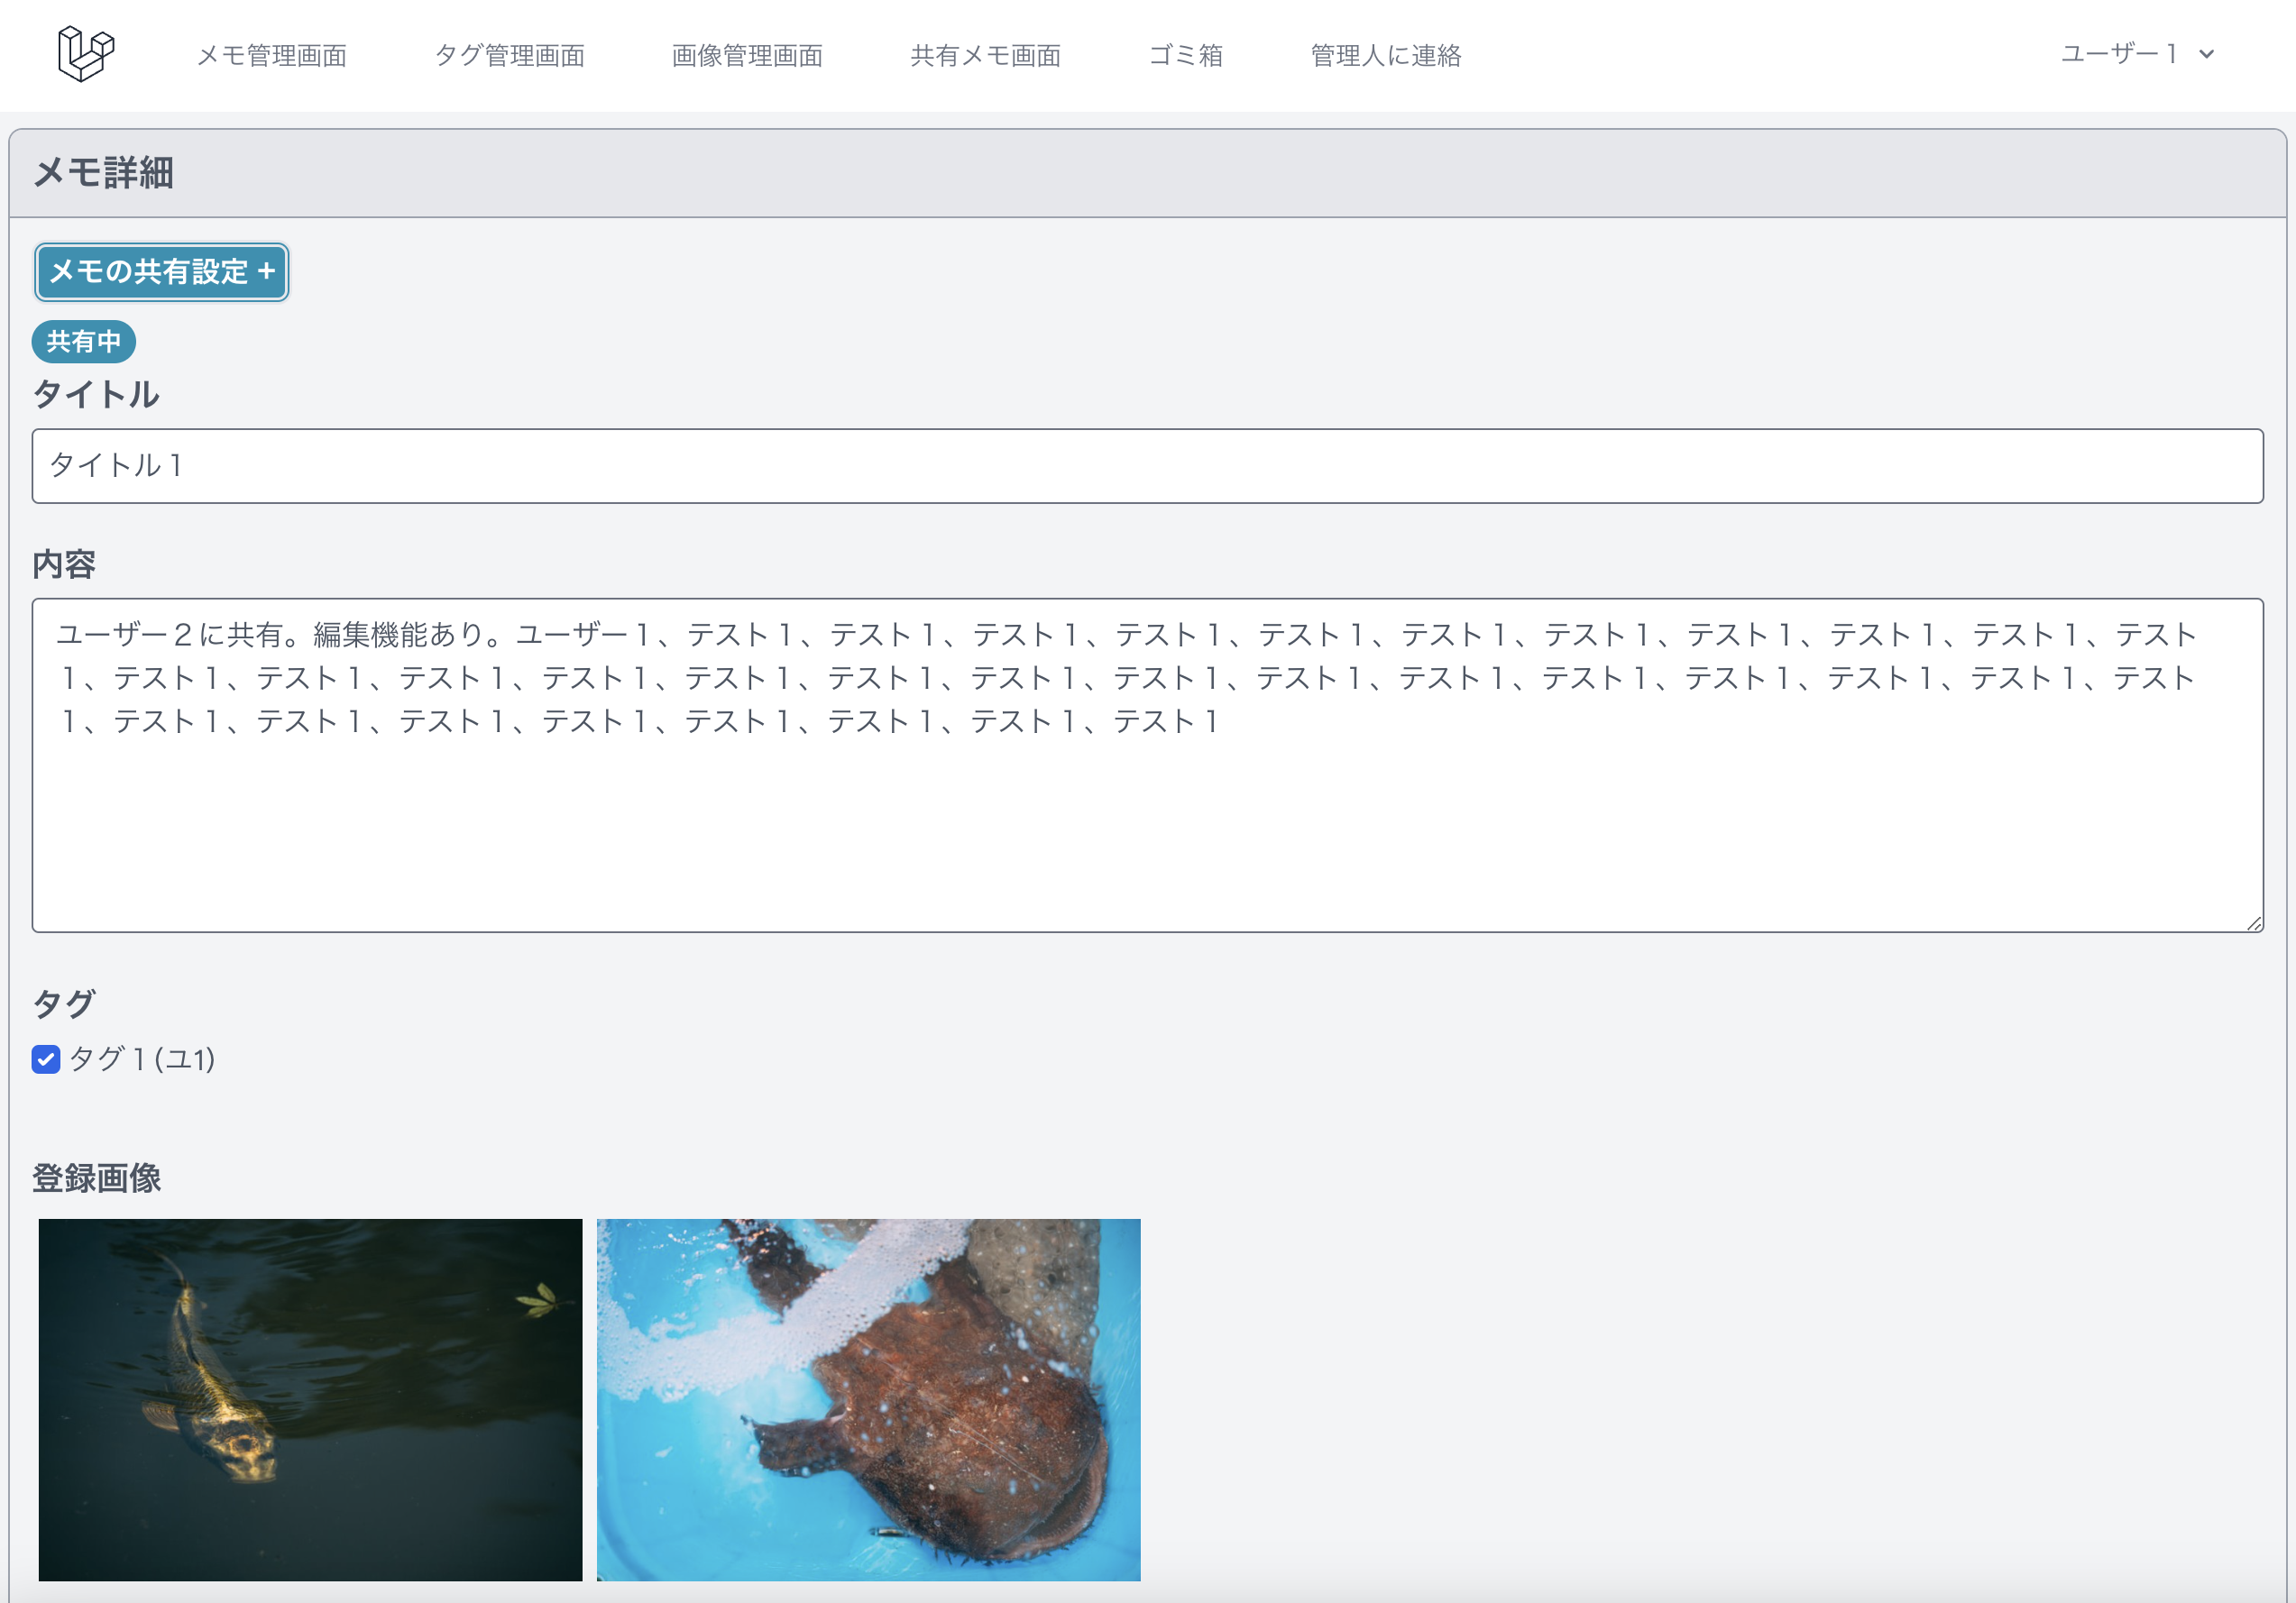 メモ管理画面 タグ管理画面 画像管理画面 共有メモ画面 ゴミ箱 管理人に連絡 ユーザー１
メモ詳細
メモの共有設定 +
共有中
タイトル
タイトル１
内容
ユーザー２に共有。編集機能あり。ユーザー１、テスト１、テスト１、テスト１、テスト１、テスト１、テスト１、テスト１、テスト１、テスト１、テスト１、テスト
１、テスト１、テスト１、テスト１、テスト１、テスト１、テスト１、テスト１、テスト１、テスト１、テスト１、テスト１、テスト１、テスト１、テスト１、テスト
１、テスト１、テスト１、テスト１、テスト１、テスト１、テスト１、テスト１、テスト１
タグ
タグ１(ユ1)
登録画像